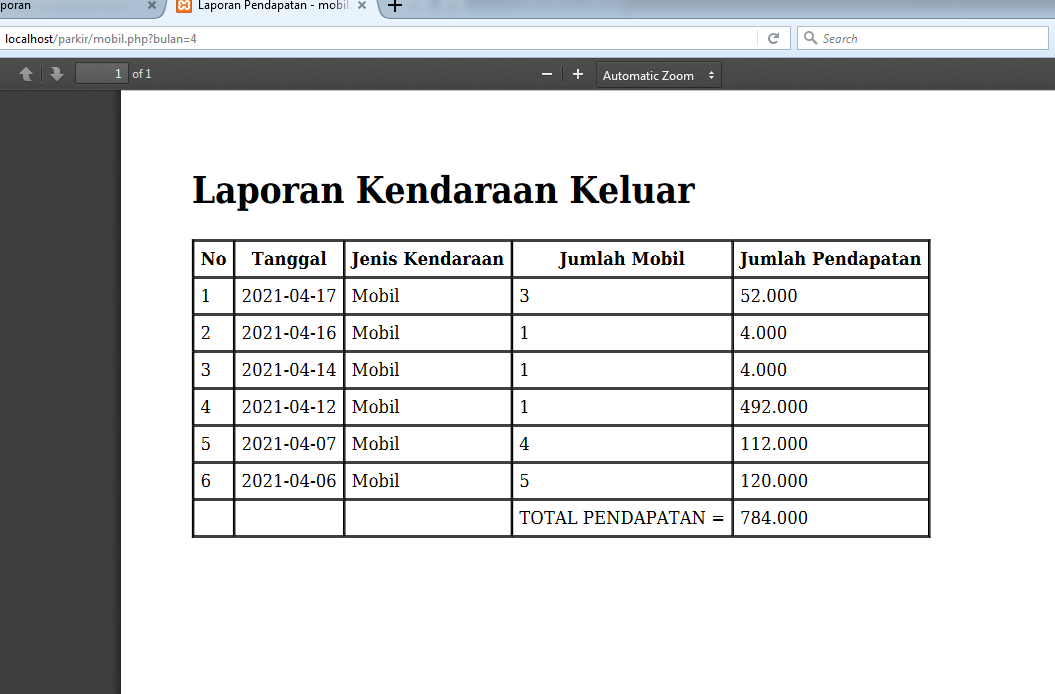 poran
Laporan Pendapatan - mobil.
localhost/parkir/mobil.php?bulan=4
Search
1 of 1
Automatic Zoom
Laporan Kendaraan Keluar
No Tanggal Jenis Kendaraan Jumlah Mobil Jumlah Pendapatan
1 2021-04-17 Mobil 3 52.000
2 2021-04-16 Mobil 1 4.000
3 2021-04-14 Mobil 1 4.000
4 2021-04-12 Mobil 1 492.000
5 2021-04-07 Mobil 4 112.000
6 2021-04-06 Mobil 5 120.000
TOTAL PENDAPATAN = 784.000